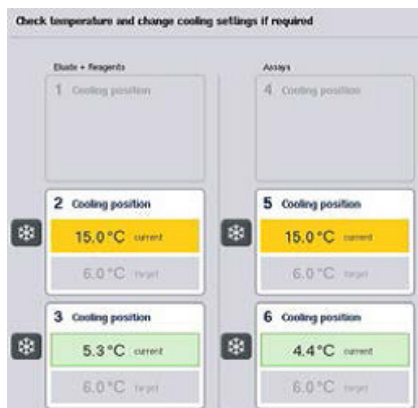 Check temperature and change cooling settings if required
Eluate + Reagents
Assays
1 Cooling position
4 Cooling position
2 Cooling position
5 Cooling position
15.0 °C current
15.0 °C current
6.0 °C target
6.0 °C target
3 Cooling position
6 Cooling position
5.3 °C current
4.4 °C current
6.0 °C target
6.0 °C target